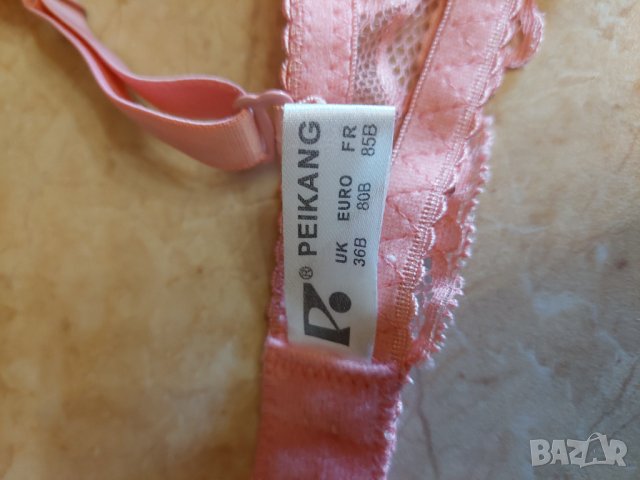 ® PEIKANG
UK EURO FR
36B 80B 85B
BAZAR